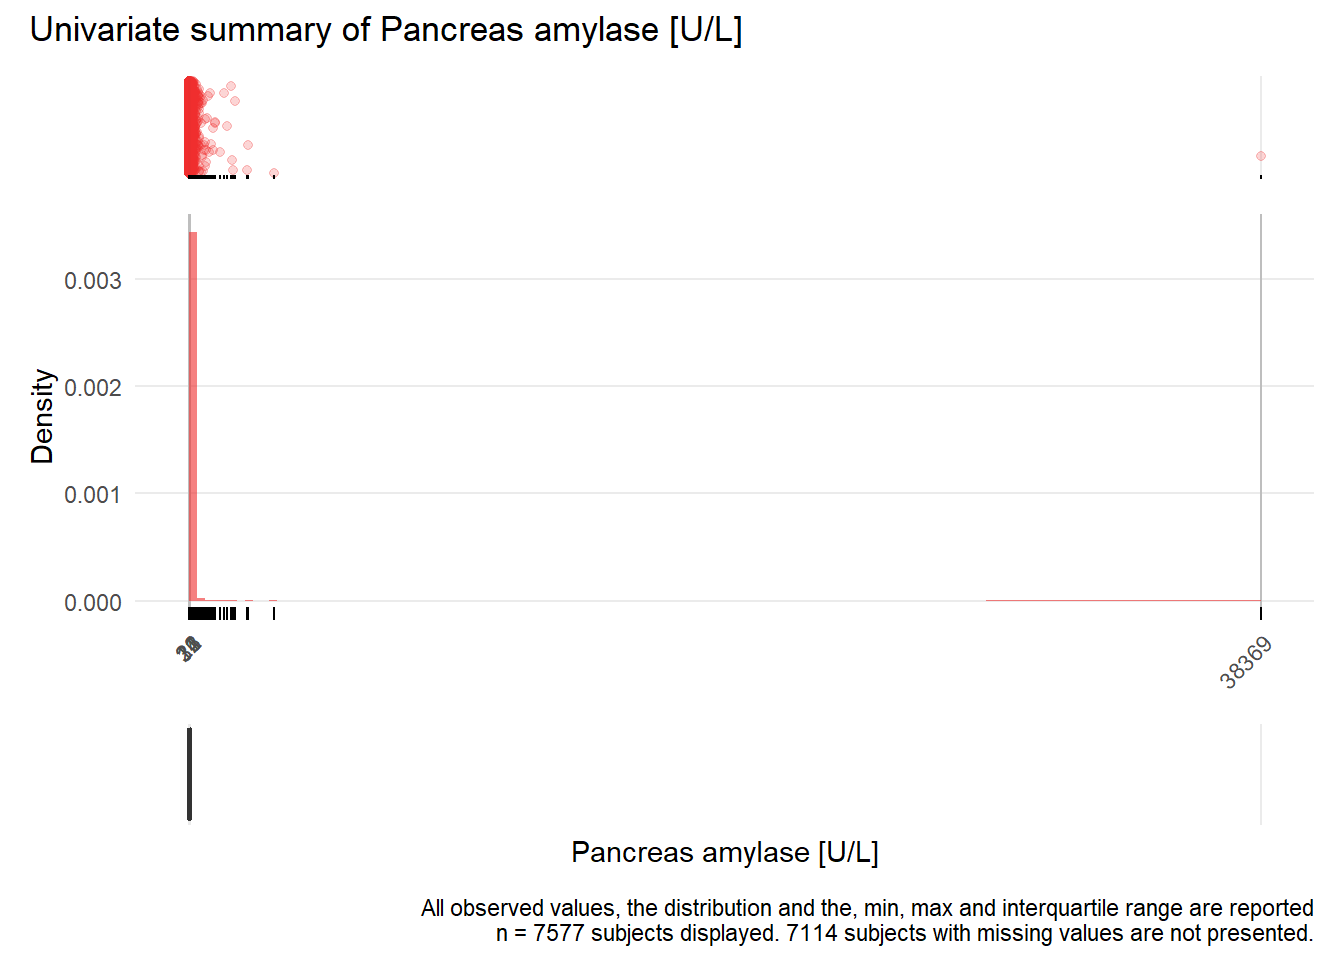 Univariate summary of Pancreas amylase [U/L]
Density
0.003
0.002
0.001
0.000
38369
Pancreas amylase [U/L]
All observed values, the distribution and the, min, max and interquartile range are reported
n = 7577 subjects displayed. 7114 subjects with missing values are not presented.